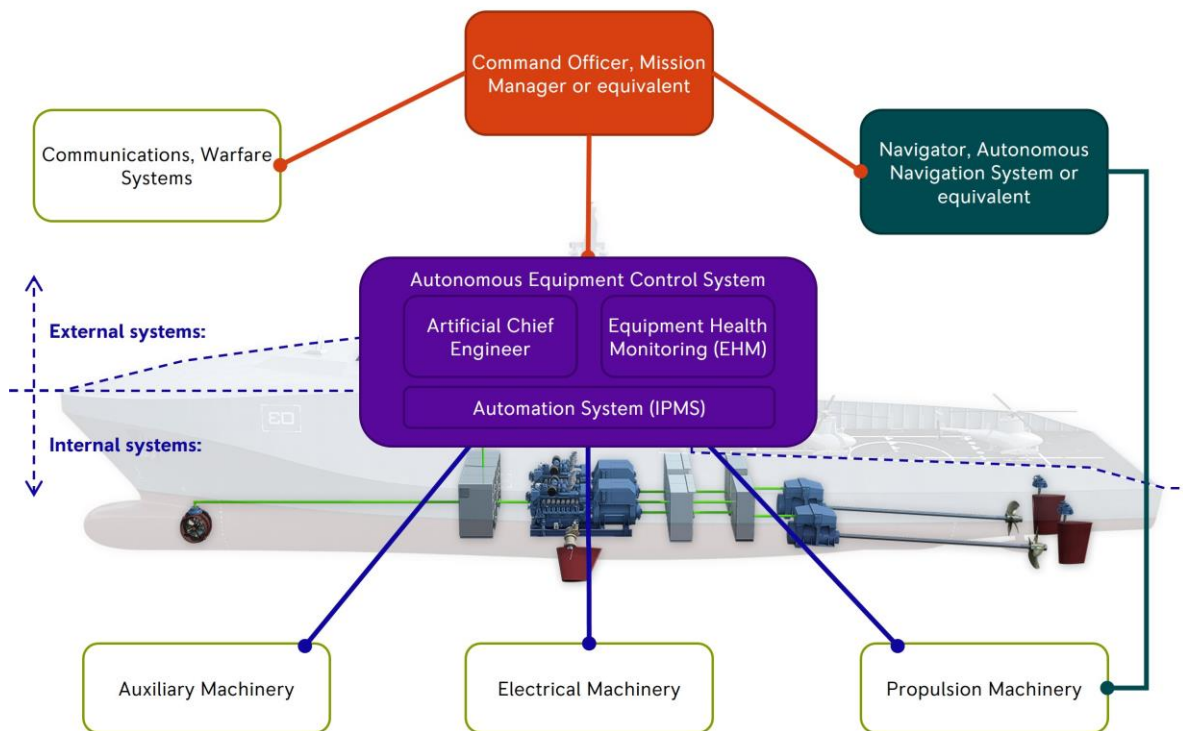 Command Officer, Mission
Manager or equivalent
Communications, Warfare
Systems
Navigator, Autonomous
Navigation System or
equivalent
Autonomous Equipment Control System
Artificial Chief
Engineer
Equipment Health
Monitoring (EHM)
Automation System (IPMS)
External systems:
Internal systems:
Auxiliary Machinery
Electrical Machinery
Propulsion Machinery